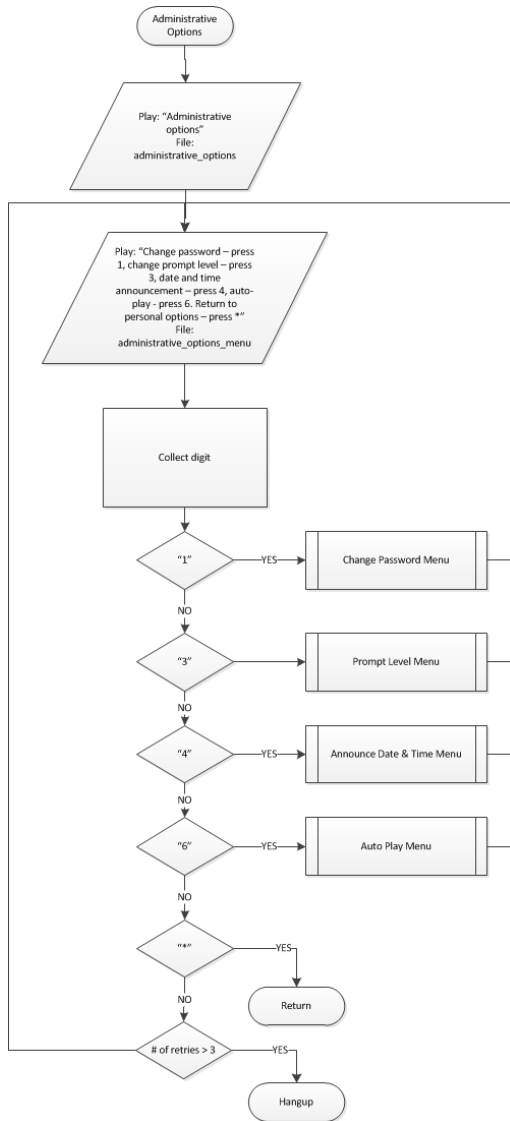 Administrative
Options
Play: “Administrative
options”
File:
administrative_options
Play: “Change password – press
1, change prompt level – press
3, date and time
announcement – press 4, auto-
play - press 6. Return to
personal options – press *”
File:
administrative_options_menu
Collect digit
“1”
YES
Change Password Menu
NO
“3”
Prompt Level Menu
NO
“4”
YES
Announce Date & Time Menu
NO
“6”
YES
Auto Play Menu
NO
“*”
YES
Return
NO
# of retries > 3
YES
Hangup